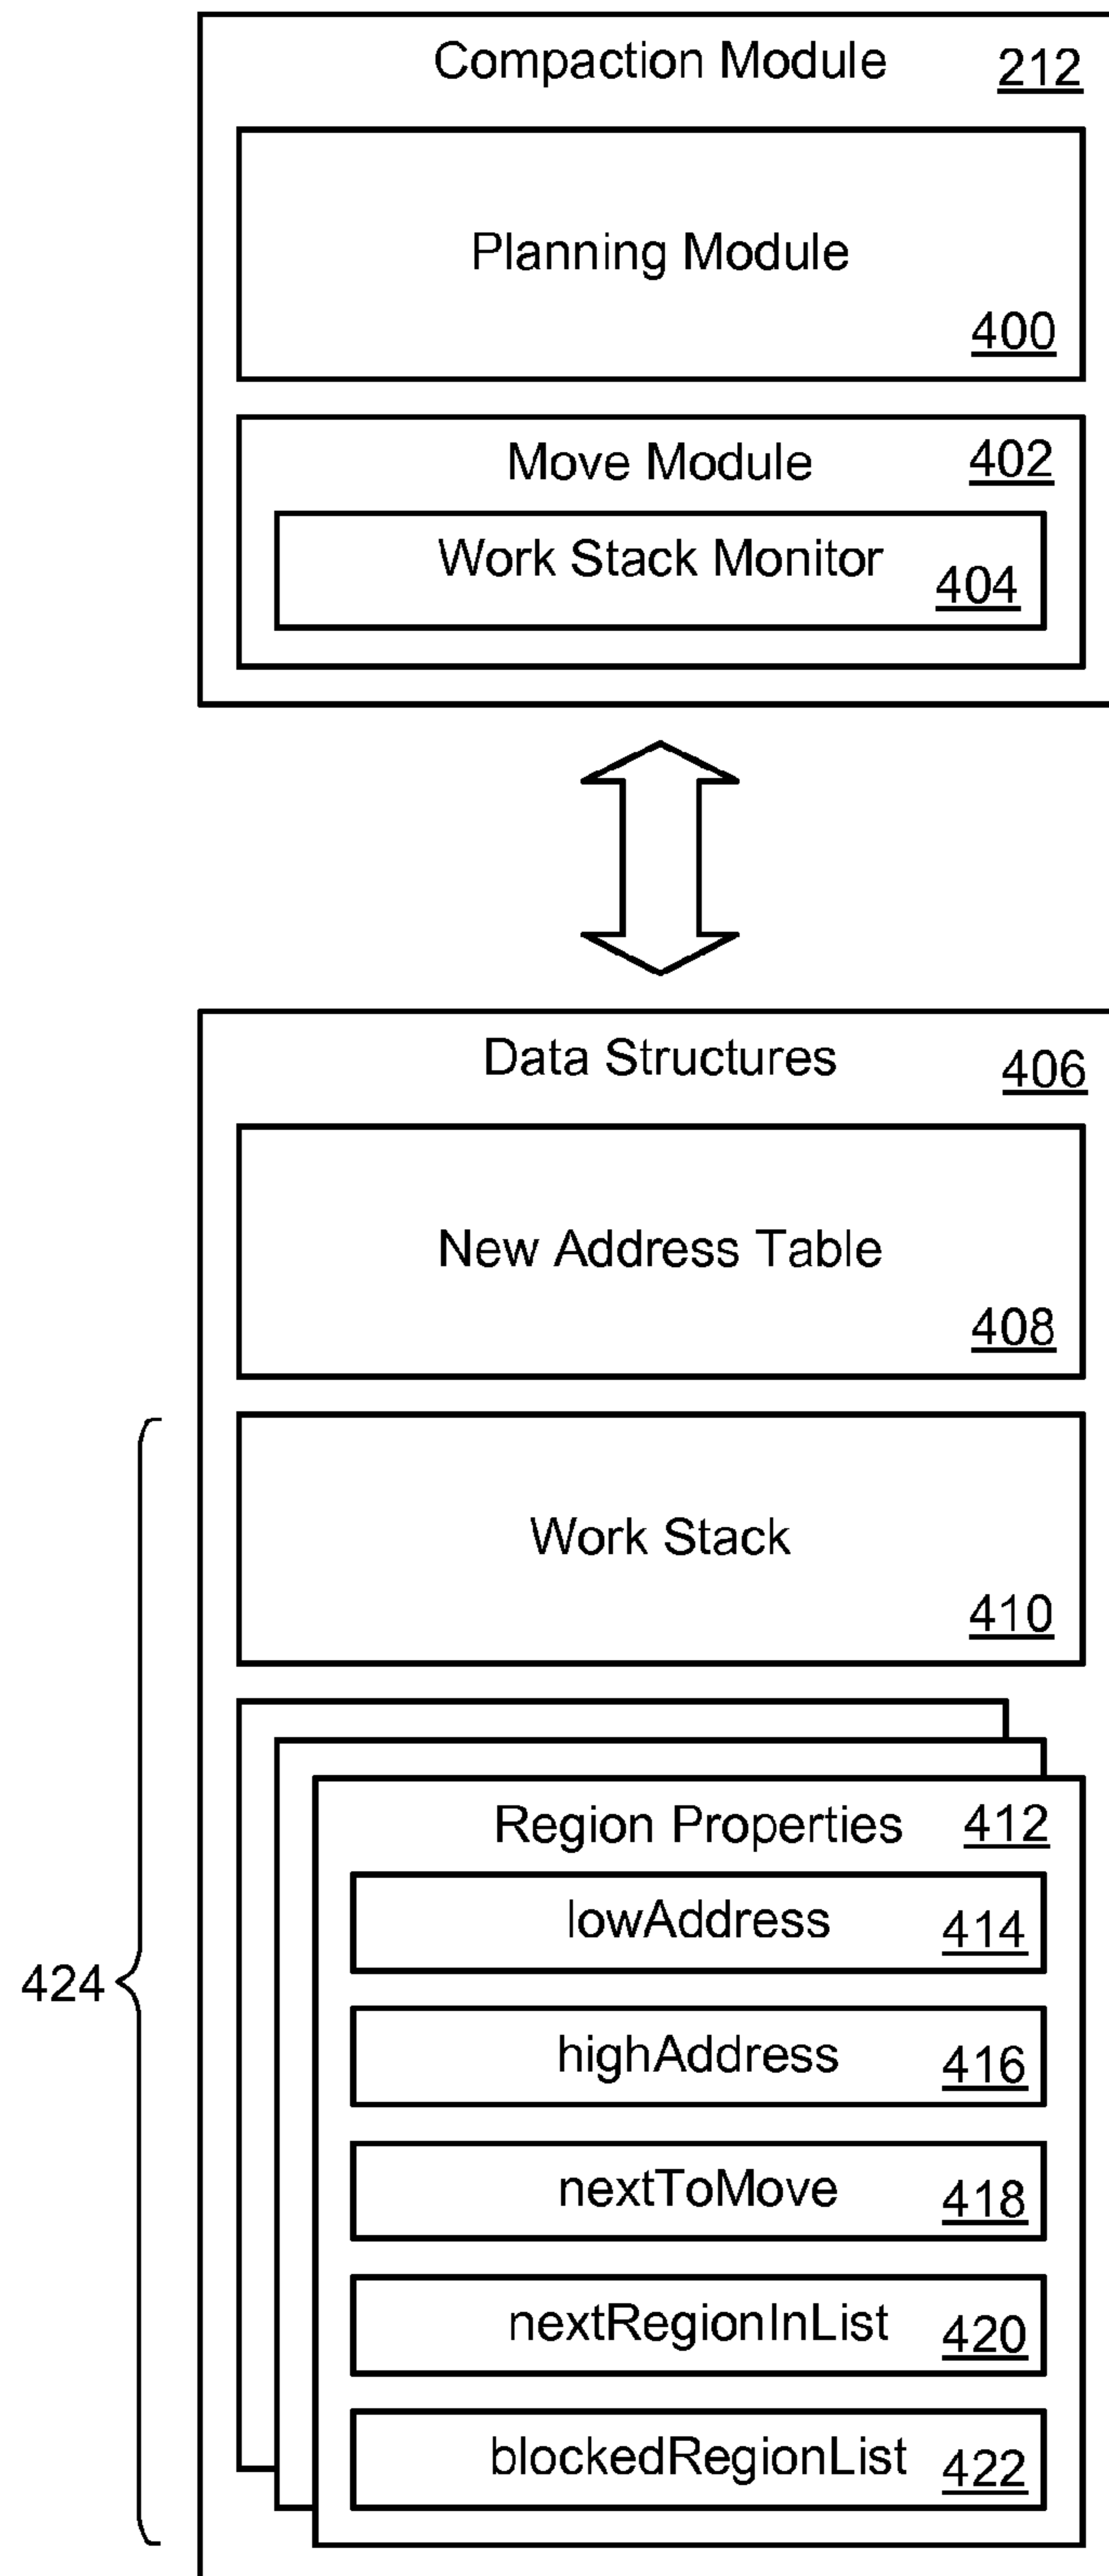 Compaction Module 212
Planning Module
400
Move Module 402
Work Stack Monitor 404
Data Structures 406
New Address Table
408
Work Stack
410
Region Properties 412
lowAddress 414
highAddress 416
424
nextToMove 418
nextRegionInList 420
blockedRegionList 422